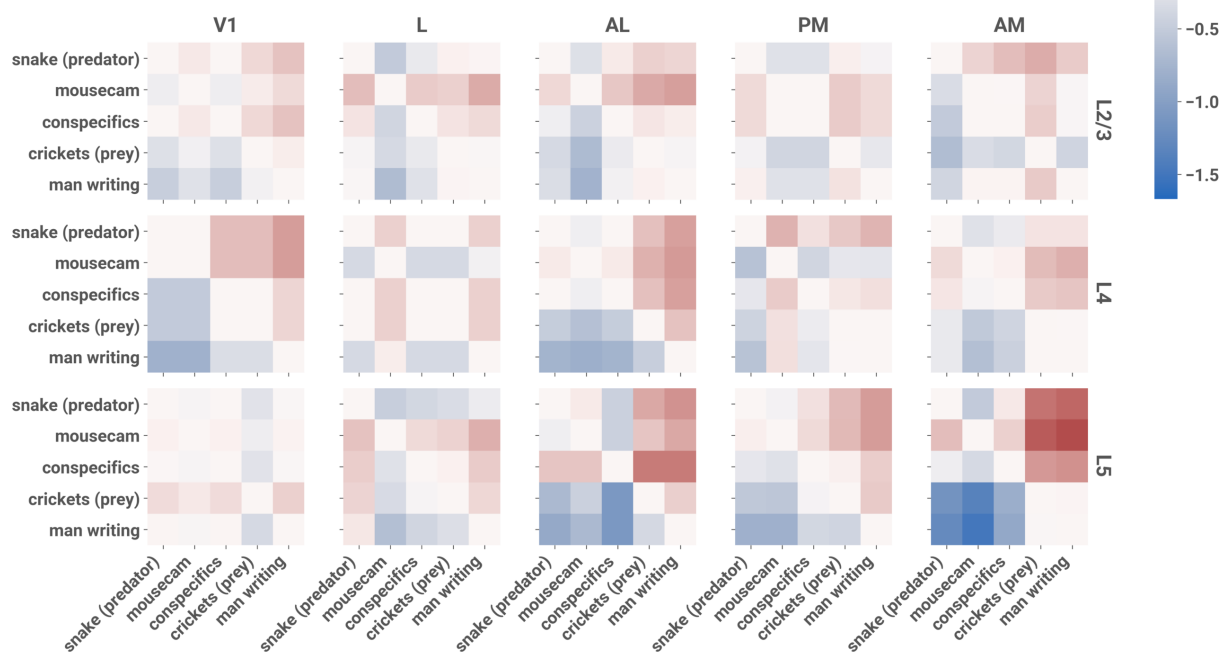 V1 L AL PM AM
−0.5
−1.0
−1.5
snake (predator)
mousecam
conspecifics
crickets (prey)
man writing
L2/3
snake (predator)
mousecam
conspecifics
crickets (prey)
man writing
L4
snake (predator)
mousecam
conspecifics
crickets (prey)
man writing
L5
snake (predator) mousecam conspecifics crickets (prey) man writing
snake (predator) mousecam conspecifics crickets (prey) man writing
snake (predator) mousecam conspecifics crickets (prey) man writing
snake (predator) mousecam conspecifics crickets (prey) man writing
snake (predator) mousecam conspecifics crickets (prey) man writing